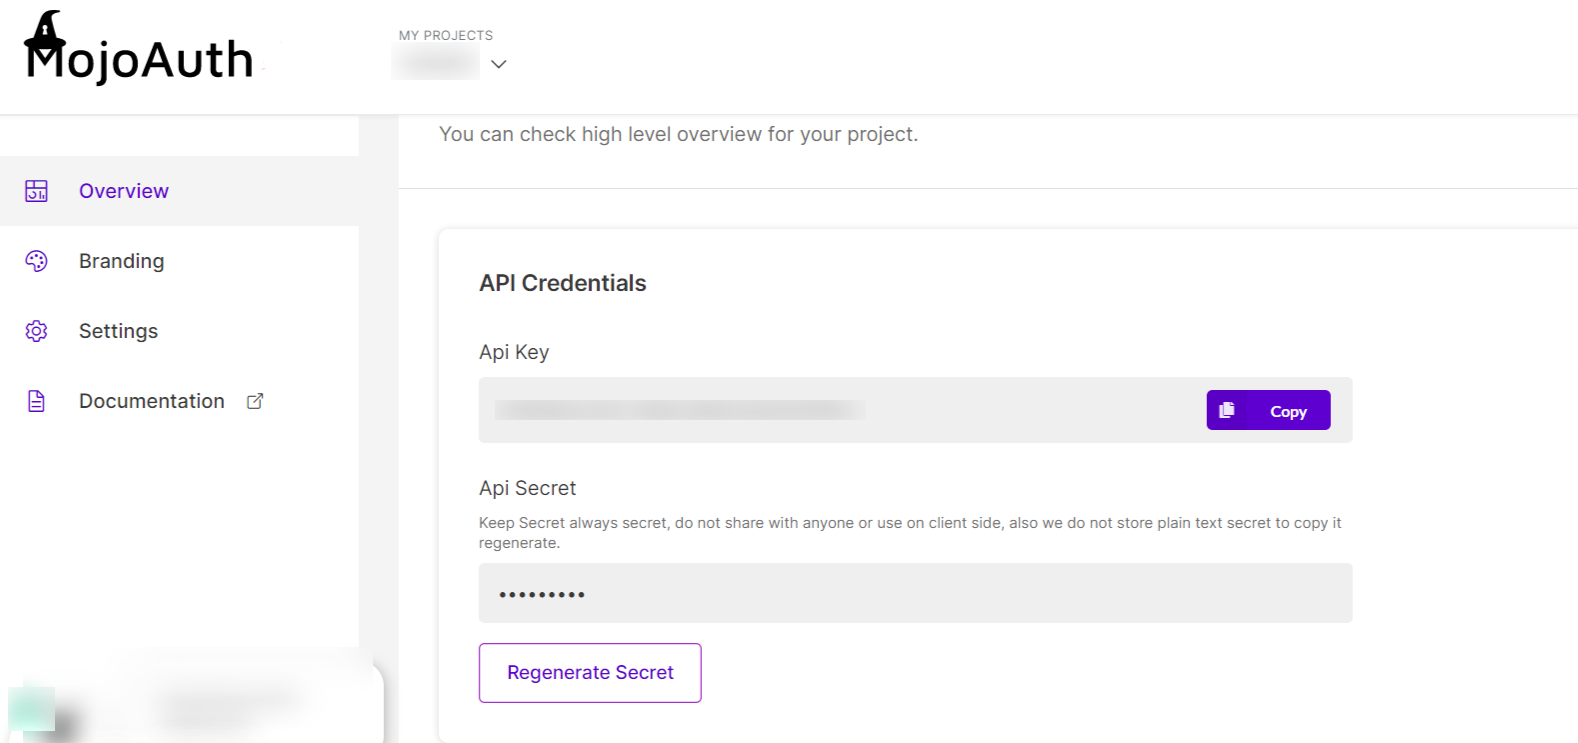 MojoAuth
MY PROJECTS
You can check high level overview for your project.
Overview
Branding
Settings
Documentation
API Credentials
Api Key
Copy
Api Secret
Keep Secret always secret, do not share with anyone or use on client side, also we do not store plain text secret to copy it
regenerate.
•••••••••
Regenerate Secret